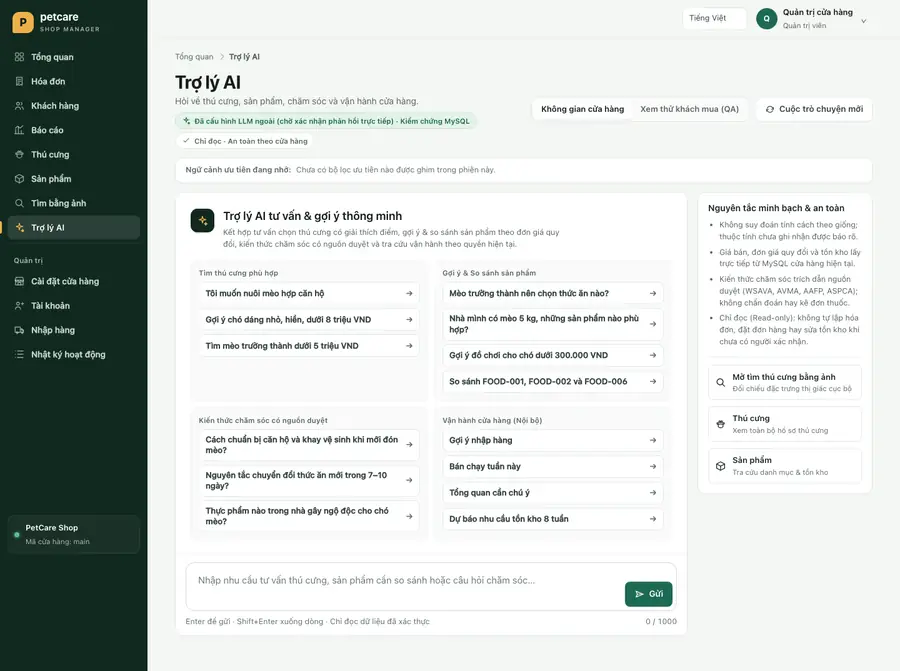 P
petcare
SHOP MANAGER
Tổng quan
Hóa đơn
Khách hàng
Báo cáo
Thú cưng
Sản phẩm
Tìm bằng ảnh
Trợ lý AI
Quản trị
Cài đặt cửa hàng
Tài khoản
Nhập hàng
Nhật ký hoạt động
PetCare Shop
Mã cửa hàng: main
Tiếng Việt
Q
Quản trị cửa hàng
Quản trị viên
Tổng quan > Trợ lý AI
Trợ lý AI
Hỏi về thú cưng, sản phẩm, chăm sóc và vận hành cửa hàng.
Đã cấu hình LLM ngoài (chờ xác nhận phản hồi trực tiếp) · Kiểm chứng MySQL
Chỉ đọc · An toàn theo cửa hàng
Không gian cửa hàng
Xem thử khách mua (QA)
Cuộc trò chuyện mới
Ngữ cảnh ưu tiên đang nhớ: Chưa có bộ lọc ưu tiên nào được ghim trong phiên này.
Trợ lý AI tư vấn & gợi ý thông minh
Kết hợp tư vấn chọn thú cưng có giải thích điểm, gợi ý & so sánh sản phẩm theo đơn giá quy
đổi, kiến thức chăm sóc có nguồn duyệt và tra cứu vận hành theo quyền hiện tại.
Tìm thú cưng phù hợp
Tôi muốn nuôi mèo hợp căn hộ
Gợi ý chó dáng nhỏ, hiền, dưới 8 triệu VND
Tìm mèo trưởng thành dưới 5 triệu VND
Gợi ý & So sánh sản phẩm
Mèo trưởng thành nên chọn thức ăn nào?
Nhà mình có mèo 5 kg, những sản phẩm nào phù
hợp?
Gợi ý đồ chơi cho chó dưới 300.000 VND
So sánh FOOD-001, FOOD-002 và FOOD-006
Kiến thức chăm sóc có nguồn duyệt
Cách chuẩn bị căn hộ và khay vệ sinh khi mới đón
mèo?
Nguyên tắc chuyển đổi thức ăn mới trong 7–10
ngày?
Thực phẩm nào trong nhà gây ngộ độc cho chó
mèo?
Vận hành cửa hàng (Nội bộ)
Gợi ý nhập hàng
Bán chạy tuần này
Tổng quan cần chú ý
Dự báo nhu cầu tồn kho 8 tuần
Nhập nhu cầu tư vấn thú cưng, sản phẩm cần so sánh hoặc câu hỏi chăm sóc...
Gửi
Enter để gửi · Shift+Enter xuống dòng · Chỉ đọc dữ liệu đã xác thực
0 / 1000
Nguyên tắc minh bạch & an toàn
• Không suy đoán tính cách theo giống;
thuộc tính chưa ghi nhận được báo rõ.
• Giá bán, đơn giá quy đổi và tồn kho lấy
trực tiếp từ MySQL cửa hàng hiện tại.
• Kiến thức chăm sóc trích dẫn nguồn
duyệt (WSAVA, AVMA, AAFP, ASPCA);
không chẩn đoán hay kê đơn thuốc.
• Chỉ đọc (Read-only): không tự lập hóa
đơn, đặt đơn hàng hay sửa tồn kho khi
chưa có người xác nhận.
Mở tìm thú cưng bằng ảnh
Đối chiếu đặc trưng thị giác cục bộ
Thú cưng
Xem toàn bộ hồ sơ thú cưng
Sản phẩm
Tra cứu danh mục & tồn kho